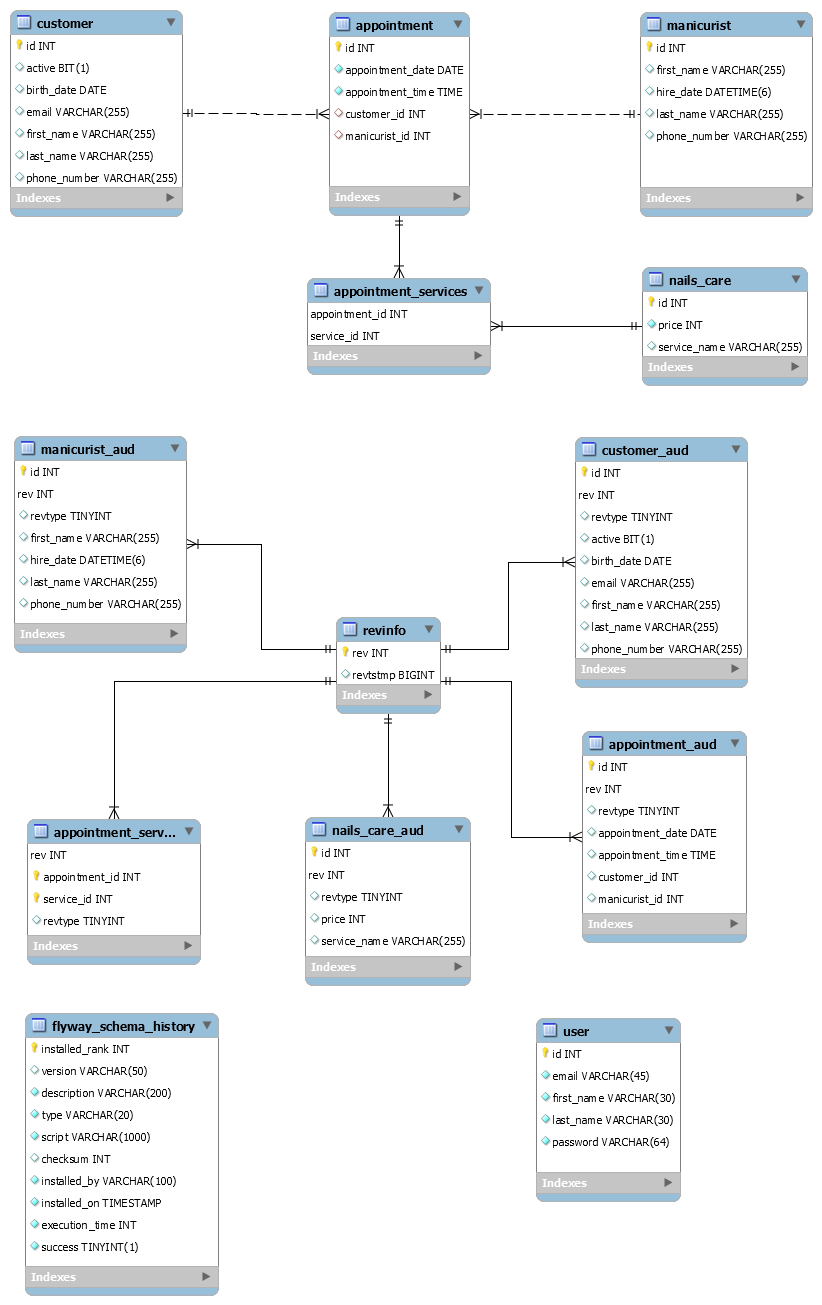 customer
id INT
active BIT(1)
birth_date DATE
email VARCHAR(255)
first_name VARCHAR(255)
last_name VARCHAR(255)
phone_number VARCHAR(255)
Indexes
appointment
id INT
appointment_date DATE
appointment_time TIME
customer_id INT
manicurist_id INT
Indexes
manicurist
id INT
first_name VARCHAR(255)
hire_date DATETIME(6)
last_name VARCHAR(255)
phone_number VARCHAR(255)
Indexes
appointment_services
appointment_id INT
service_id INT
Indexes
nails_care
id INT
price INT
service_name VARCHAR(255)
Indexes
manicurist_aud
id INT
rev INT
revtype TINYINT
first_name VARCHAR(255)
hire_date DATETIME(6)
last_name VARCHAR(255)
phone_number VARCHAR(255)
Indexes
customer_aud
id INT
rev INT
revtype TINYINT
active BIT(1)
birth_date DATE
email VARCHAR(255)
first_name VARCHAR(255)
last_name VARCHAR(255)
phone_number VARCHAR(255)
Indexes
revinfo
rev INT
revtstmp BIGINT
Indexes
appointment_aud
id INT
rev INT
revtype TINYINT
appointment_date DATE
appointment_time TIME
customer_id INT
manicurist_id INT
Indexes
appointment_serv...
rev INT
appointment_id INT
service_id INT
revtype TINYINT
Indexes
nails_care_aud
id INT
rev INT
revtype TINYINT
price INT
service_name VARCHAR(255)
Indexes
flyway_schema_history
installed_rank INT
version VARCHAR(50)
description VARCHAR(200)
type VARCHAR(20)
script VARCHAR(1000)
checksum INT
installed_by VARCHAR(100)
installed_on TIMESTAMP
execution_time INT
success TINYINT(1)
Indexes
user
id INT
email VARCHAR(45)
first_name VARCHAR(30)
last_name VARCHAR(30)
password VARCHAR(64)
Indexes